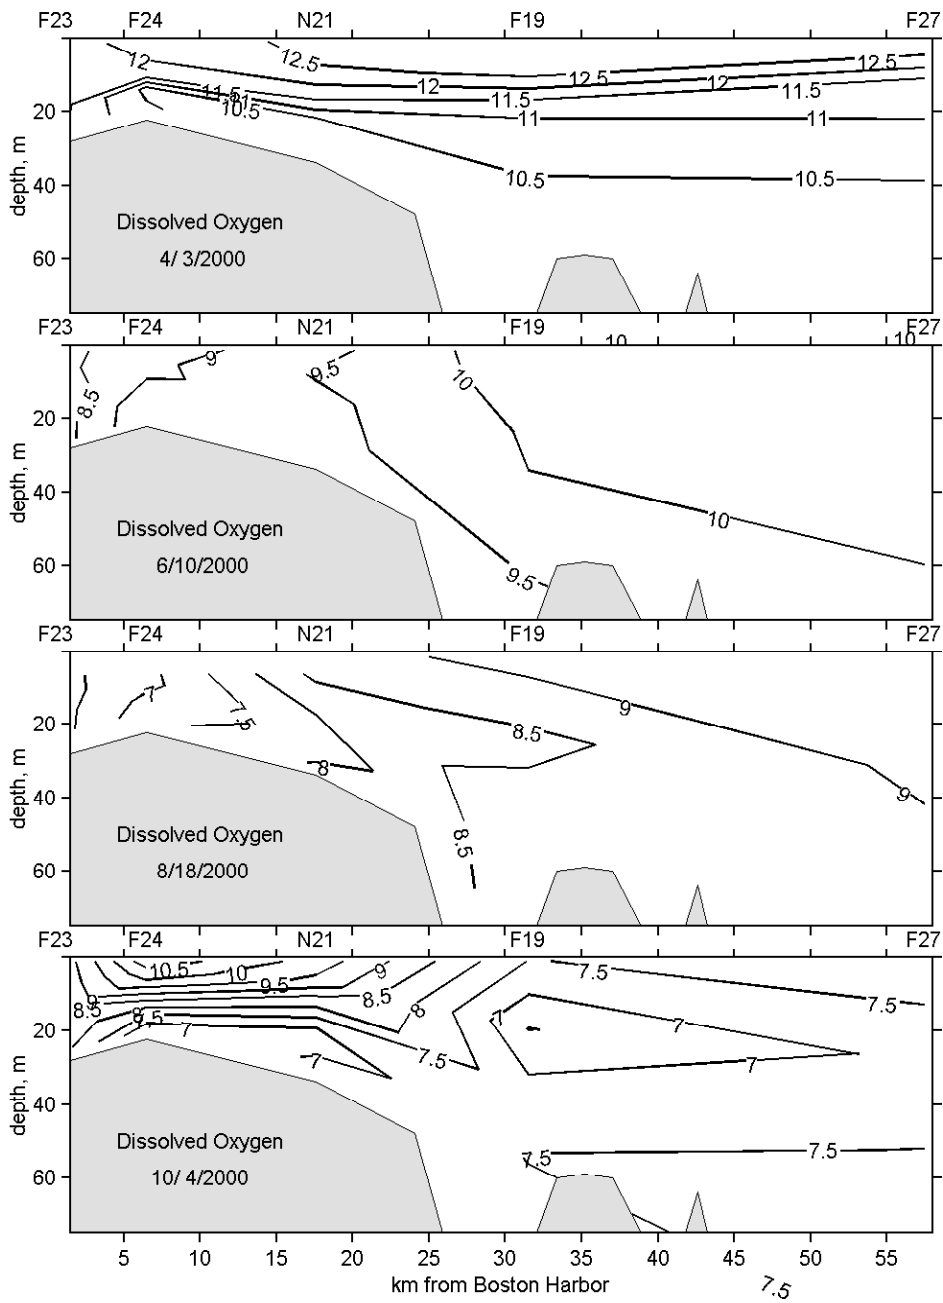 F23 F24 N21 F19 F27
12 12.5 12.5 12.5
12 12
11.5 11.5 11.5
11 11 11
10.5
20
40 10.5 10.5
depth, m
Dissolved Oxygen
4/ 3/2000
60
F23 F24 N21 F19 10 10 F27
9 9.5 10
8.5
20
40
10
depth, m
Dissolved Oxygen
6/10/2000
60 9.5
F23 F24 N21 F19 F27
7 7.5 9
20 8.5
8
40 9
depth, m
Dissolved Oxygen 8.5
8/18/2000
60
F23 F24 N21 F19 F27
10.5 10 9.5 9 7.5
9 8.5 7.5
8.5 8 7.5 8 7 7
20 7 7 7.5 7
40
depth, m
Dissolved Oxygen
10/ 4/2000
7.5 7.5
60
5 10 15 20 25 30 35 40 45 50 55
km from Boston Harbor
7.5